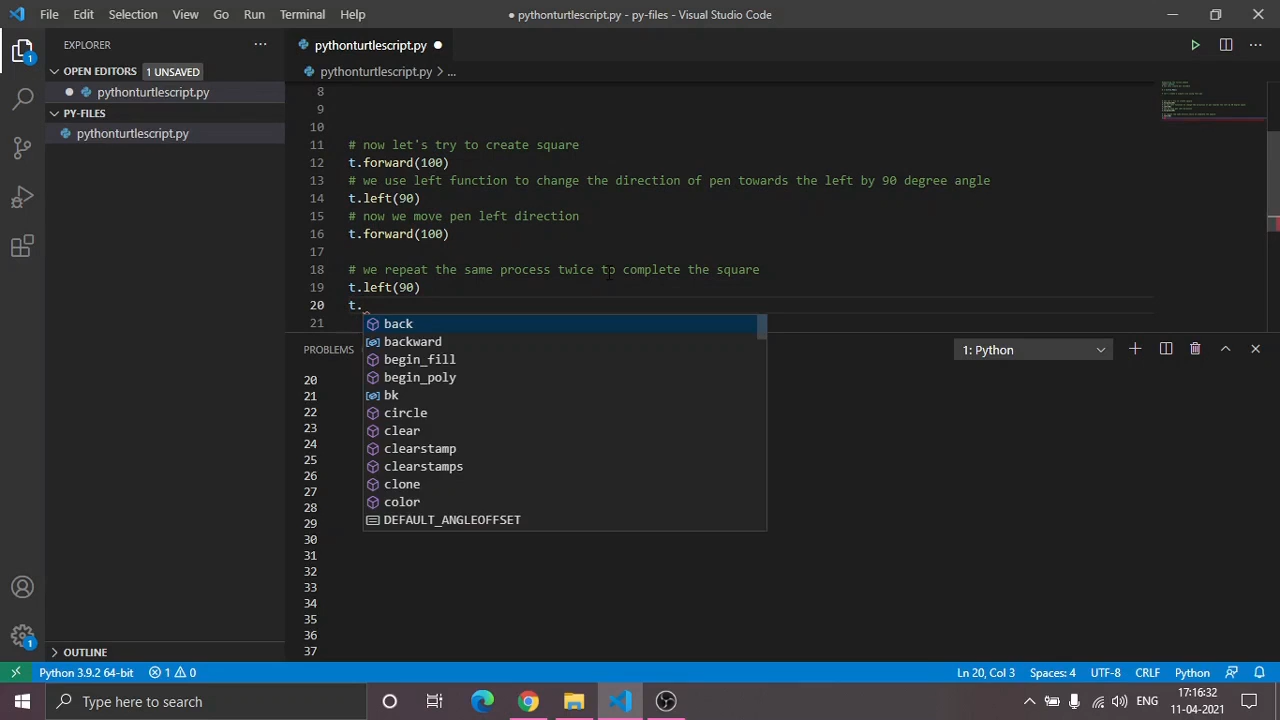 File Edit Selection View Go Run Terminal Help
● pythonturtlescript.py - py-files - Visual Studio Code
EXPLORER ···
OPEN EDITORS 1 UNSAVED
● pythonturtlescript.py
PY-FILES
pythonturtlescript.py
pythonturtlescript.py ●
pythonturtlescript.py > ...
8
9
10
11 # now let's try to create square
12 t.forward(100)
13 # we use left function to change the direction of pen towards the left by 90 degree angle
14 t.left(90)
15 # now we move pen left direction
16 t.forward(100)
17
18 # we repeat the same process twice to complete the square
19 t.left(90)
20 t.
21
back
backward
begin_fill
begin_poly
bk
circle
clear
clearstamp
clearstamps
clone
color
DEFAULT_ANGLEOFFSET
PROBLEMS
1: Python
20
21
22
23
24
25
26
27
28
29
30
31
32
33
34
35
36
37
1
1
OUTLINE
Python 3.9.2 64-bit 1 0
Ln 20, Col 3 Spaces: 4 UTF-8 CRLF Python
Type here to search
ENG
17:16:32
11-04-2021